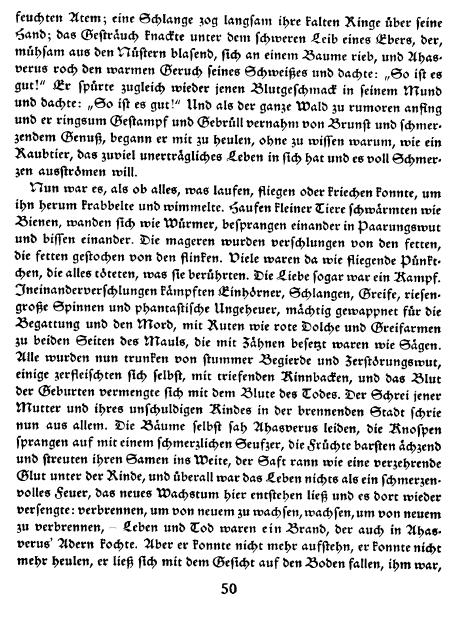 feuchten Atem; eine Schlange zog langsam ihre kalten Ringe über seine
Hand; das Gesträuch knackte unter dem schweren Leib eines Ebers, der,
mühsam aus den Nüstern blasend, sich an einem Baume rieb, und Ahas-
verus roch den warmen Geruch seines Schweißes und dachte: „So ist es
gut!“ Er spürte zugleich wieder jenen Blutgeschmack in seinem Mund
und dachte: „So ist es gut!“ Und als der ganze Wald zu rumoren anfing
und er ringsum Gestampf und Gebrüll vernahm von Brunst und schmer-
zendem Genuß, begann er mit zu heulen, ohne zu wissen warum, wie ein
Raubtier, das zuviel unerträgliches Leben in sich hat und es voll Schmer-
zen ausströmen will.
Nun war es, als ob alles, was laufen, fliegen oder kriechen konnte, um
ihn herum krabbelte und wimmelte. Haufen kleiner Tiere schwärmten wie
Bienen, wanden sich wie Würmer, besprangen einander in Paarungswut
und bissen einander. Die mageren wurden verschlungen von den fetten,
die fetten gestochen von den flinken. Viele waren da wie fliegende Pünkt-
chen, die alles töteten, was sie berührten. Die Liebe sogar war ein Kampf.
Ineinanderverschlungen kämpften Einhörner, Schlangen, Greife, riesen-
große Spinnen und phantastische Ungeheuer, mächtig gewappnet für die
Begattung und den Mord, mit Ruten wie rote Dolche und Greifarmen
zu beiden Seiten des Mauls, die mit Zähnen besetzt waren wie Sägen.
Alle wurden nun trunken von stummer Begierde und Zerstörungswut,
einige zerfleischten sich selbst, mit triefenden Kinnbacken, und das Blut
der Geburten vermengte sich mit dem Blute des Todes. Der Schrei jener
Mutter und ihres unschuldigen Kindes in der brennenden Stadt schrie
nun aus allem. Die Bäume selbst sah Ahasverus leiden, die Knospen
sprangen auf mit einem schmerzlichen Seufzer, die Früchte barsten ächzend
und streuten ihren Samen ins Weite, der Saft rann wie eine verzehrende
Glut unter der Rinde, und überall war das Leben nichts als ein schmerzen-
volles Feuer, das neues Wachstum hier entstehen ließ und es dort wieder
versengte: verbrennen, um von neuem zu wachsen, wachsen, um von neuem
zu verbrennen, – Leben und Tod waren ein Brand, der auch in Ahas-
verus' Adern kochte. Aber er konnte nicht mehr aufstehn, er konnte nicht
mehr heulen, er ließ sich mit dem Gesicht auf den Boden fallen, ihm war,
50